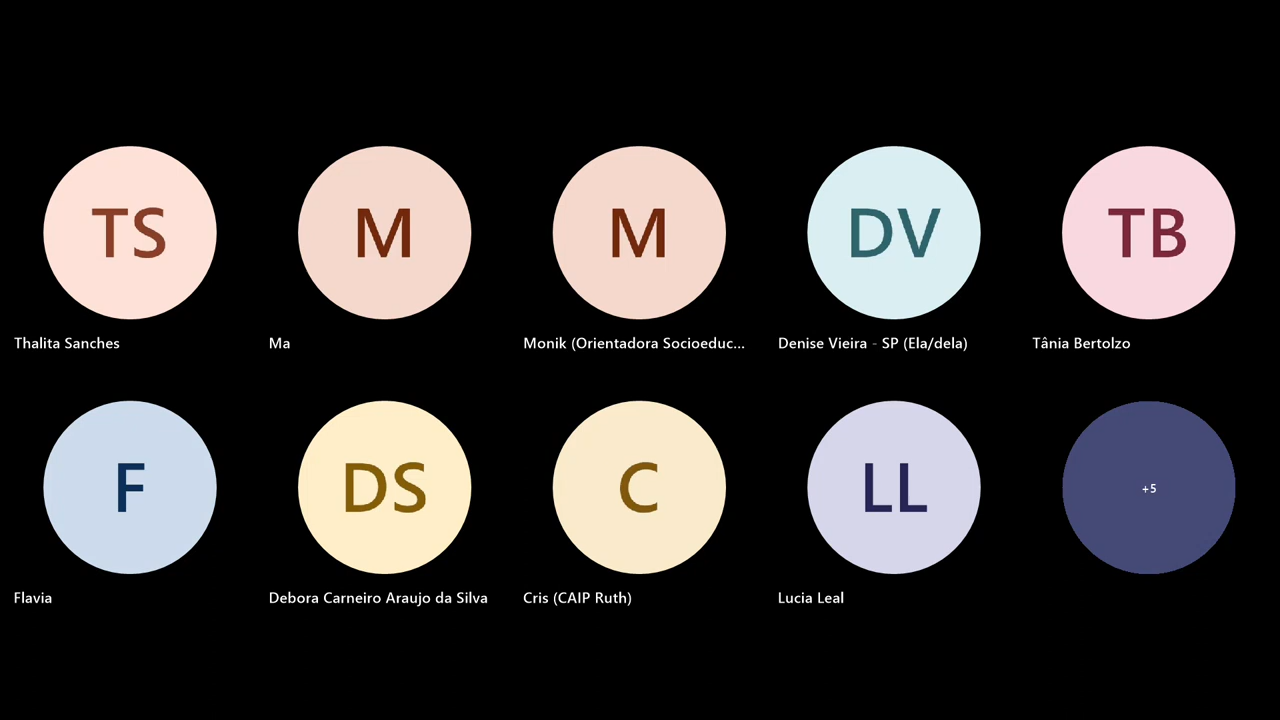 TS
M
M
DV
TB
Thalita Sanches
Ma
Monik (Orientadora Socioeduc...
Denise Vieira - SP (Ela/dela)
Tânia Bertolzo
F
DS
C
LL
+5
Flavia
Debora Carneiro Araujo da Silva
Cris (CAIP Ruth)
Lucia Leal